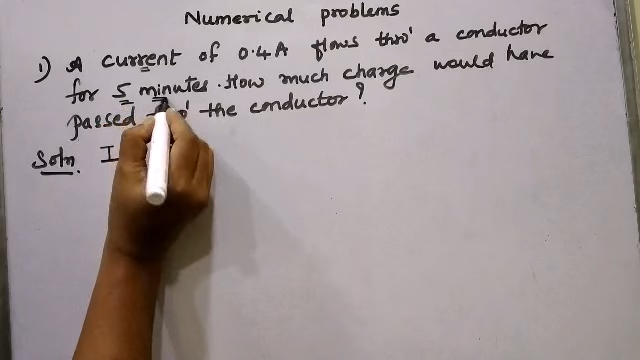 Numerical problems
1) A current of 0.4A flows thro' a conductor
for 5 minutes. How much charge would have
passed the conductor?
Soln. I